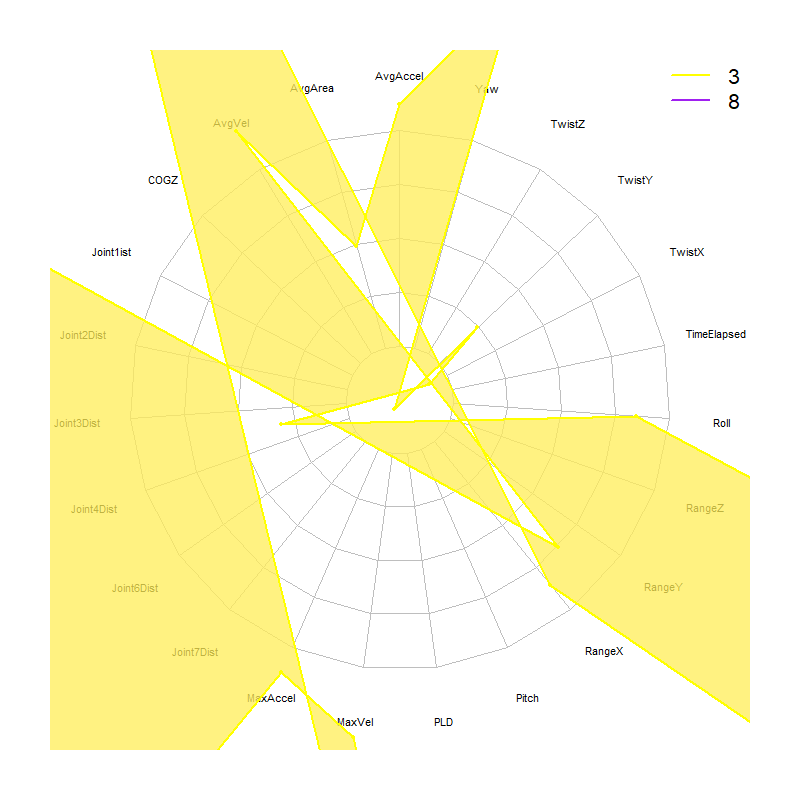 AvgAccel
3
AvgArea
Yaw
8
AvgVel
TwistZ
COGZ
TwistY
Joint1ist
TwistX
Joint2Dist
TimeElapsed
Joint3Dist
Roll
Joint4Dist
RangeZ
Joint6Dist
RangeY
Joint7Dist
RangeX
MaxAccel
Pitch
MaxVel
PLD